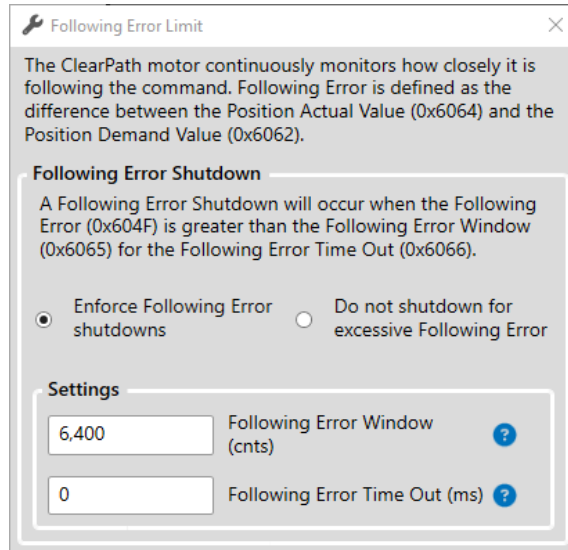 Following Error Limit
The ClearPath motor continuously monitors how closely it is
following the command. Following Error is defined as the
difference between the Position Actual Value (0x6064) and the
Position Demand Value (0x6062).
Following Error Shutdown
A Following Error Shutdown will occur when the Following
Error (0x604F) is greater than the Following Error Window
(0x6065) for the Following Error Time Out (0x6066).
Enforce Following Error
shutdowns
Do not shutdown for
excessive Following Error
Settings
6,400
Following Error Window
(cnts)
?
0
Following Error Time Out (ms)
?